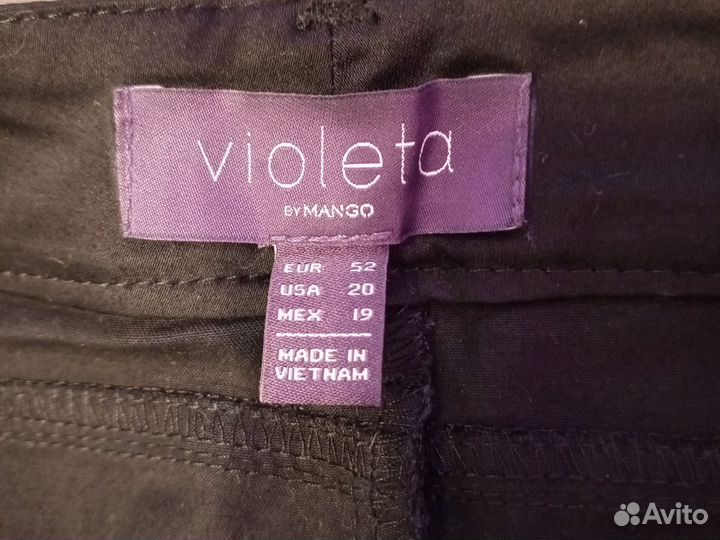 violeta
BY MANGO
EUR 52
USA 20
MEX 19
MADE IN
VIETNAM
Avito